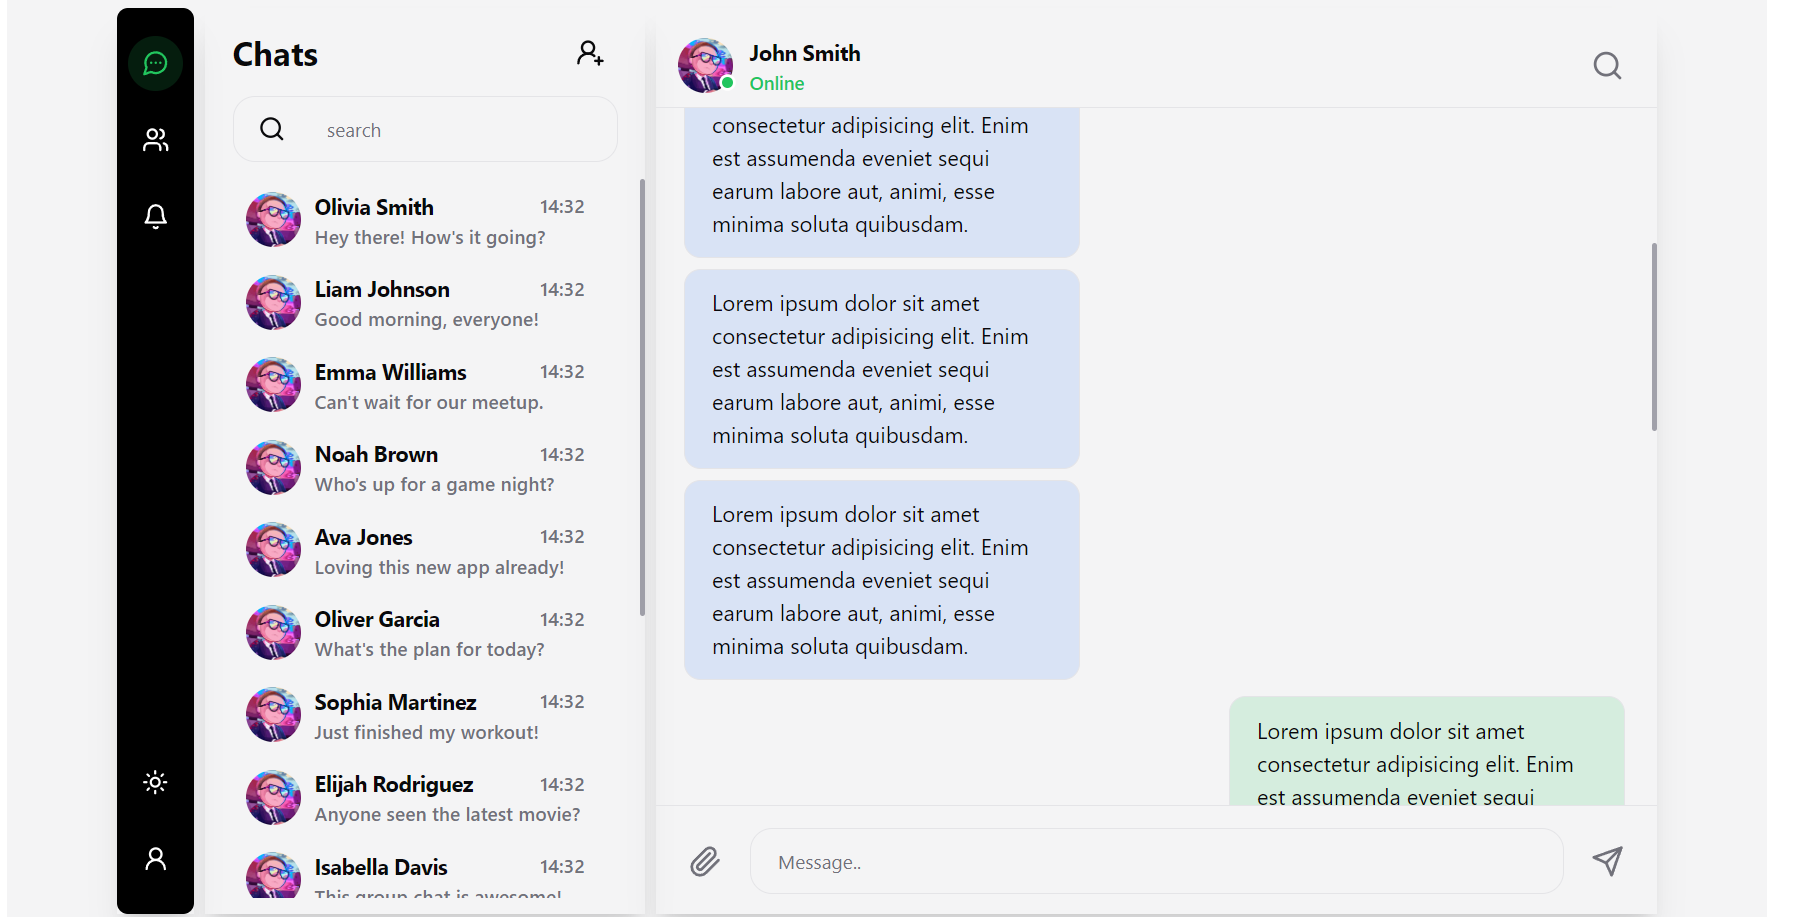 Chats
search
Olivia Smith 14:32
Hey there! How's it going?
Liam Johnson 14:32
Good morning, everyone!
Emma Williams 14:32
Can't wait for our meetup.
Noah Brown 14:32
Who's up for a game night?
Ava Jones 14:32
Loving this new app already!
Oliver Garcia 14:32
What's the plan for today?
Sophia Martinez 14:32
Just finished my workout!
Elijah Rodriguez 14:32
Anyone seen the latest movie?
Isabella Davis 14:32
This group chat is awesome!
John Smith
Online
consectetur adipisicing elit. Enim
est assumenda eveniet sequi
earum labore aut, animi, esse
minima soluta quibusdam.
Lorem ipsum dolor sit amet
consectetur adipisicing elit. Enim
est assumenda eveniet sequi
earum labore aut, animi, esse
minima soluta quibusdam.
Lorem ipsum dolor sit amet
consectetur adipisicing elit. Enim
est assumenda eveniet sequi
earum labore aut, animi, esse
minima soluta quibusdam.
Lorem ipsum dolor sit amet
consectetur adipisicing elit. Enim
est assumenda eveniet sequi
Message..